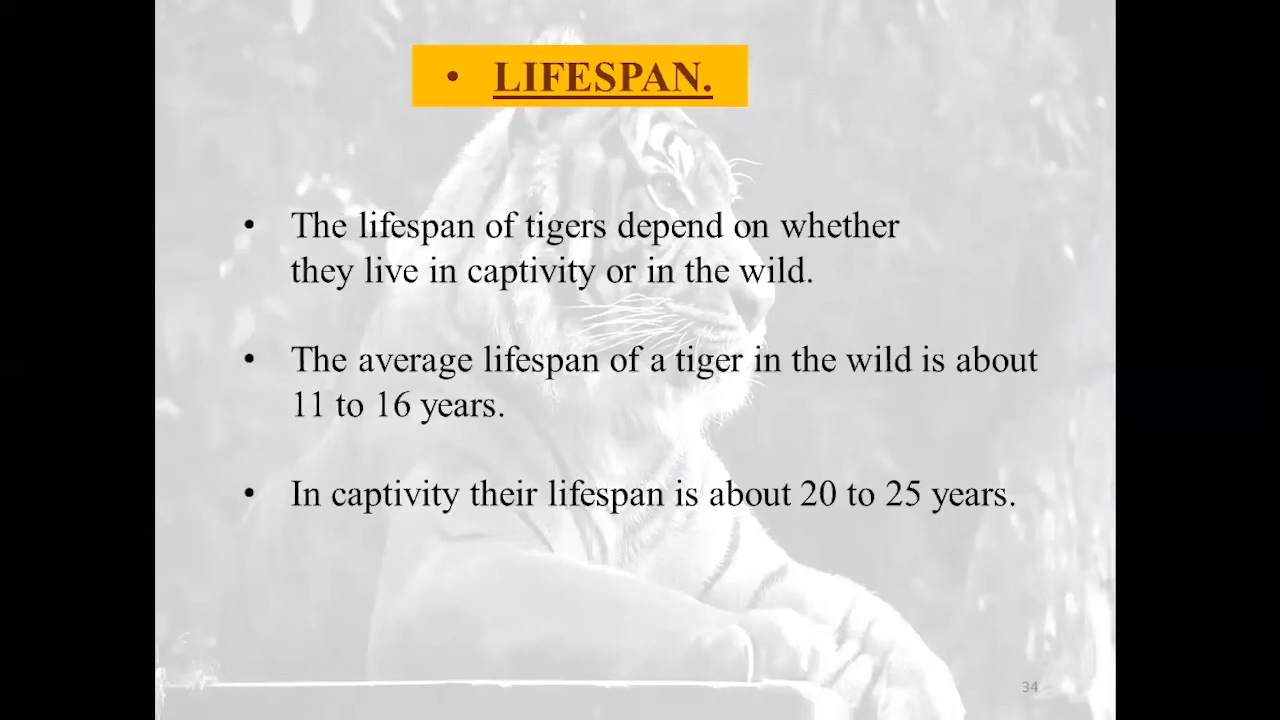 • LIFESPAN.
• The lifespan of tigers depend on whether
they live in captivity or in the wild.
• The average lifespan of a tiger in the wild is about
11 to 16 years.
• In captivity their lifespan is about 20 to 25 years.
34